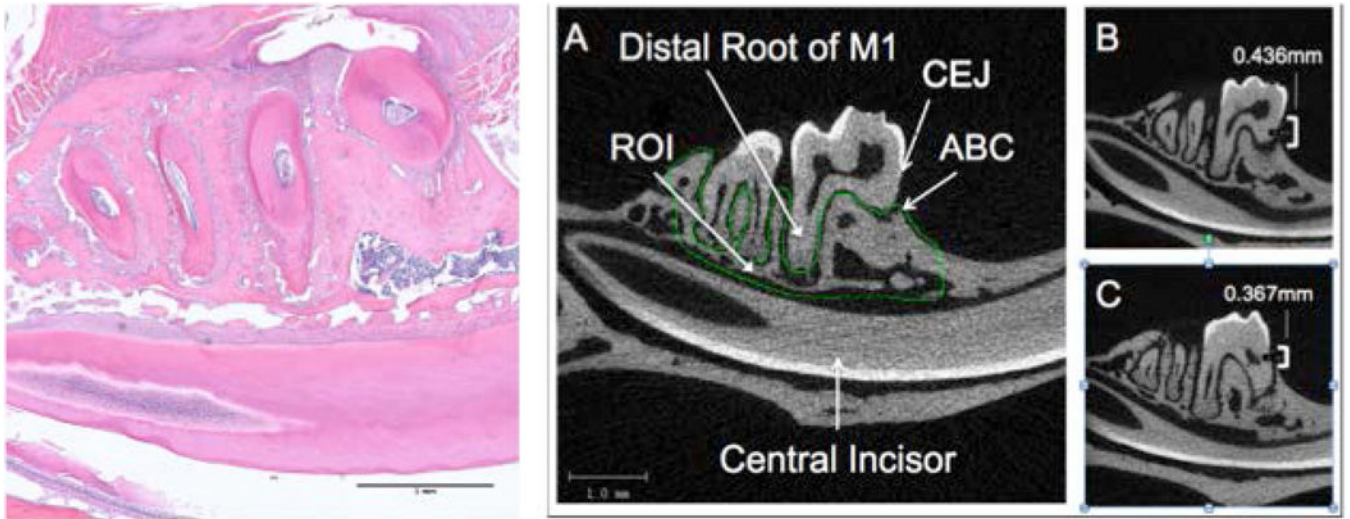 A
Distal Root of M1
CEJ
ROI
ABC
Central Incisor
1.0 mm
B
0.436mm
C
0.367mm